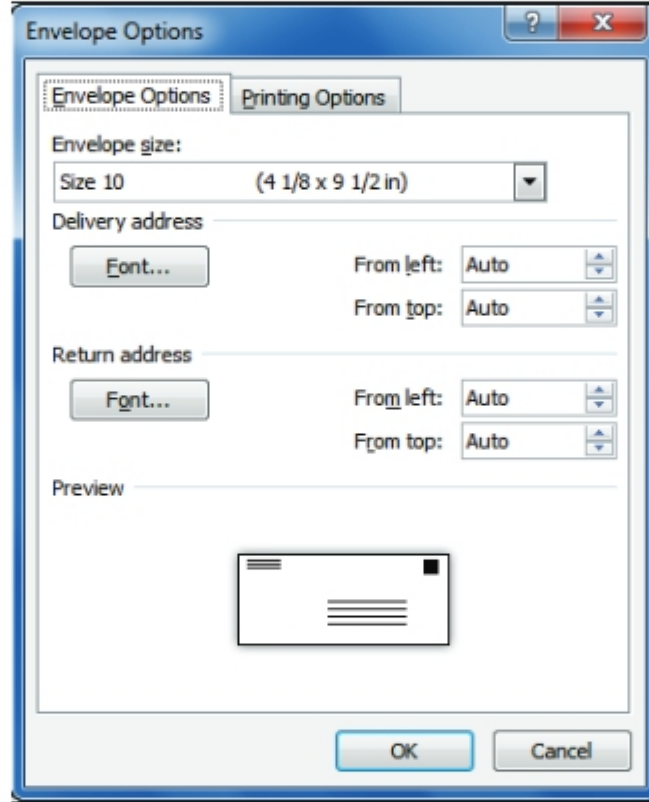 Envelope Options
Envelope Options Printing Options
Envelope size:
Size 10 (4 1/8 x 9 1/2 in)
Delivery address
Font... From left: Auto
From top: Auto
Return address
Font... From left: Auto
From top: Auto
Preview
OK Cancel